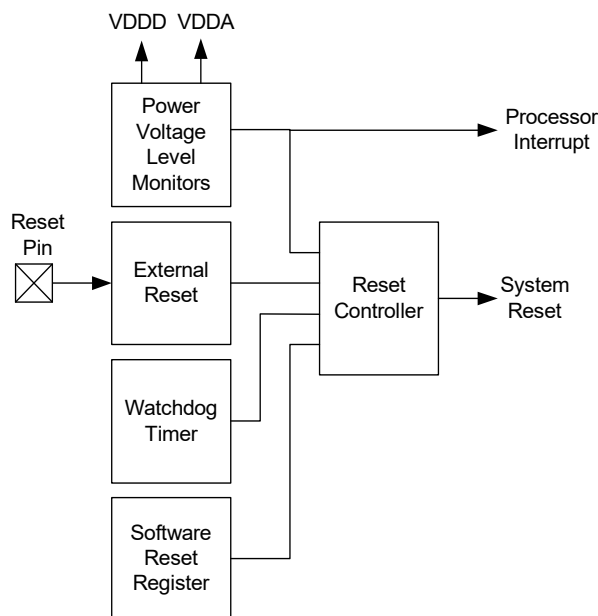 VDDD VDDA
Power
Voltage
Level
Monitors
Processor
Interrupt
Reset
Pin
External
Reset
Reset
Controller
System
Reset
Watchdog
Timer
Software
Reset
Register